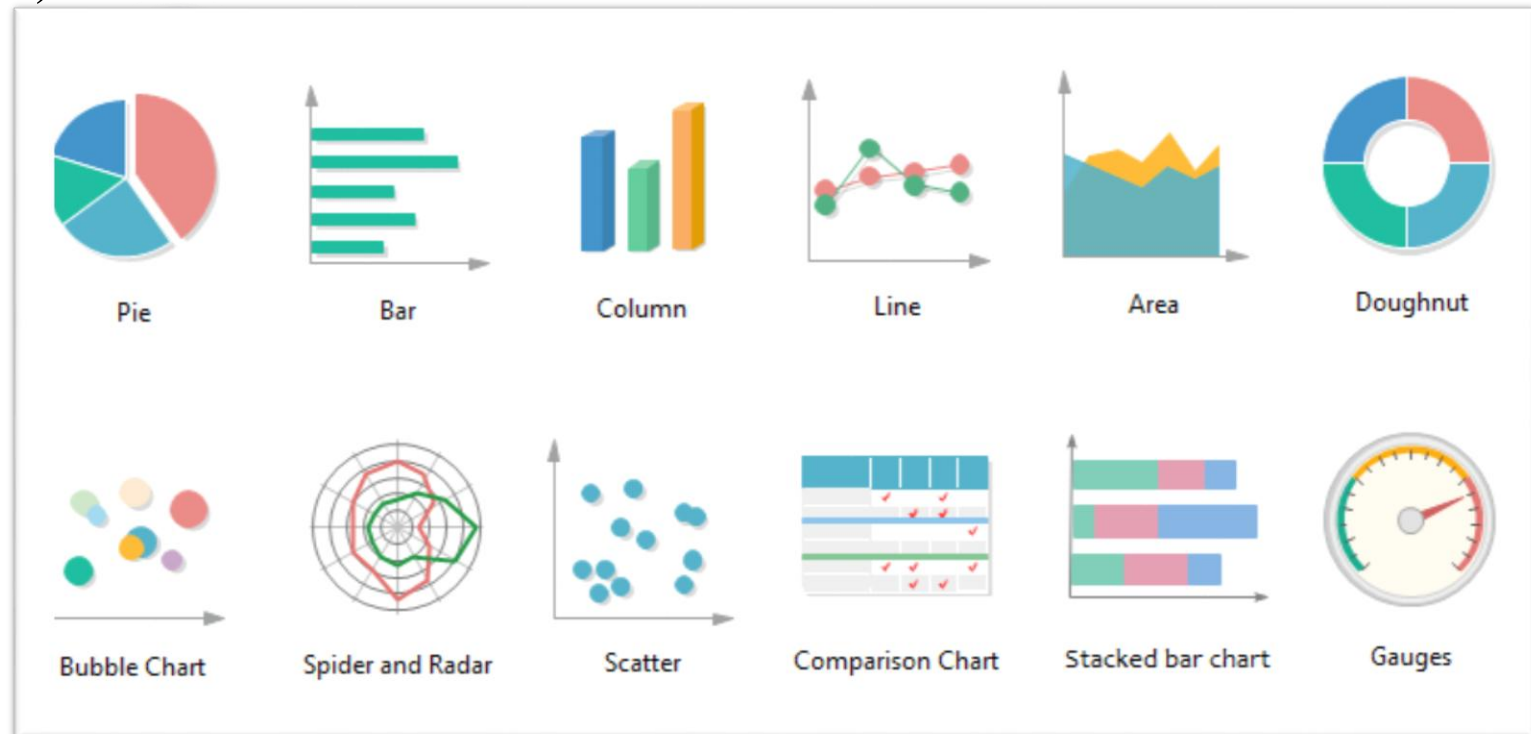 Pie
Bar
Column
Line
Area
Doughnut
Bubble Chart
Spider and Radar
Scatter
Comparison Chart
Stacked bar chart
Gauges